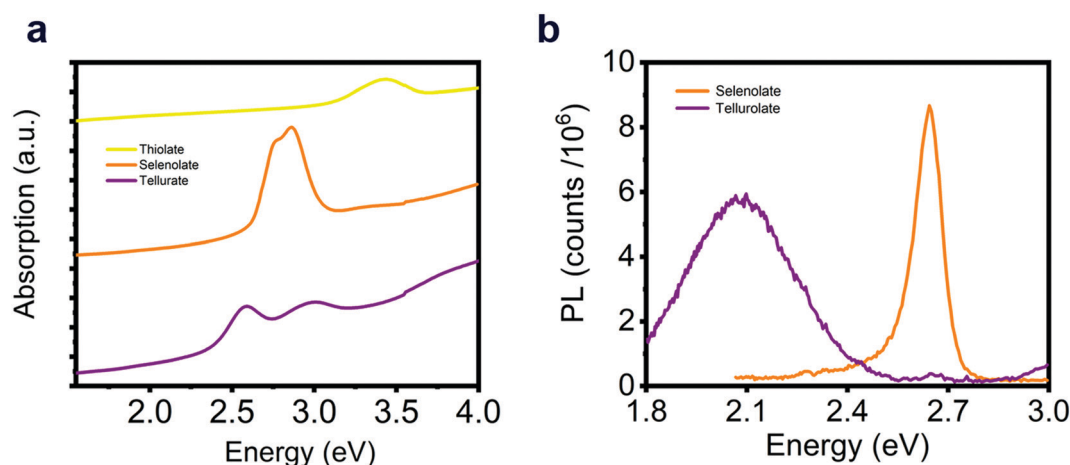 a
Absorption (a.u.)
Thiolate
Selenolate
Tellurate
2.0 2.5 3.0 3.5 4.0
Energy (eV)
b
PL (counts /10⁶)
10
8
6
4
2
0
Selenolate
Tellurolate
1.8 2.1 2.4 2.7 3.0
Energy (eV)